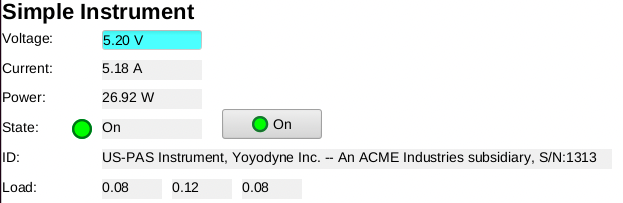 Simple Instrument
Voltage: 5.20 V
Current: 5.18 A
Power: 26.92 W
State: On On
ID: US-PAS Instrument, Yoyodyne Inc. -- An ACME Industries subsidiary, S/N:1313
Load: 0.08 0.12 0.08